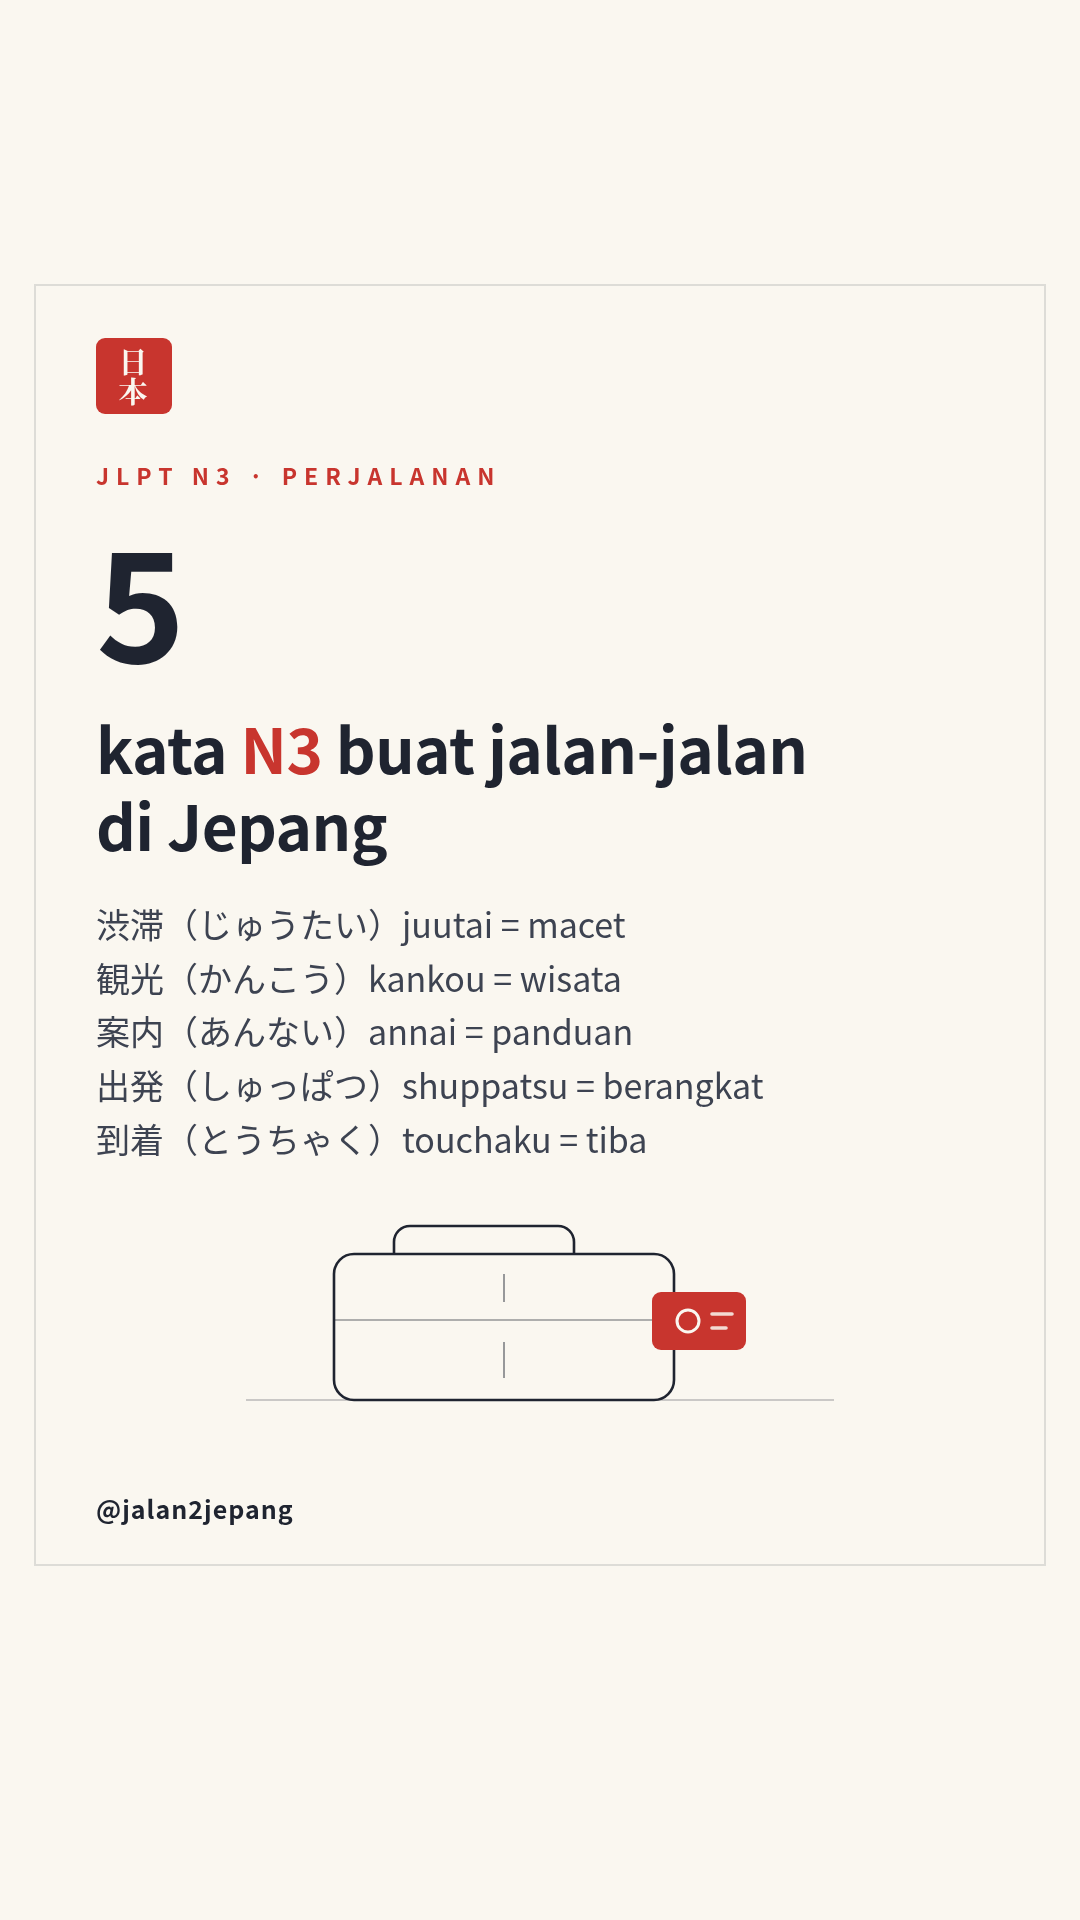 日
本
JLPT N3 · PERJALANAN
5
kata N3 buat jalan-jalan
di Jepang
渋滞（じゅうたい）juutai = macet
観光（かんこう）kankou = wisata
案内（あんない）annai = panduan
出発（しゅっぱつ）shuppatsu = berangkat
到着（とうちゃく）touchaku = tiba
@jalan2jepang